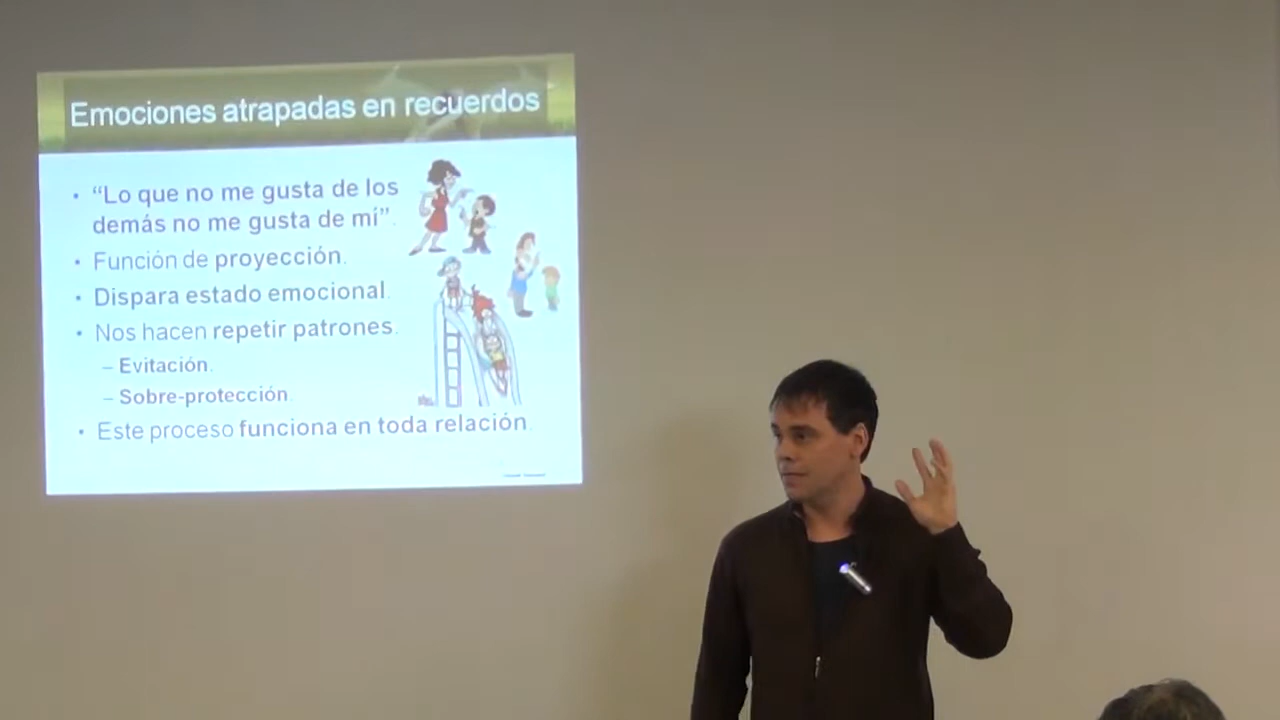 Emociones atrapadas en recuerdos
• “Lo que no me gusta de los
demás no me gusta de mí”.
• Función de proyección.
• Dispara estado emocional.
• Nos hacen repetir patrones.
– Evitación.
– Sobre-protección.
• Este proceso funciona en toda relación.